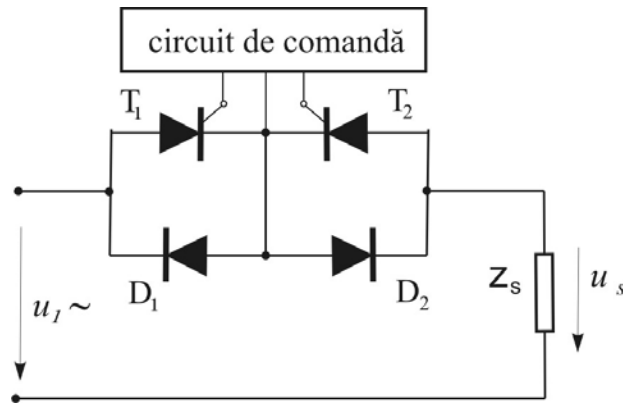 circuit de comandă
T₁ T₂
D₁ D₂
u₁ ~
Zₛ
uₛ